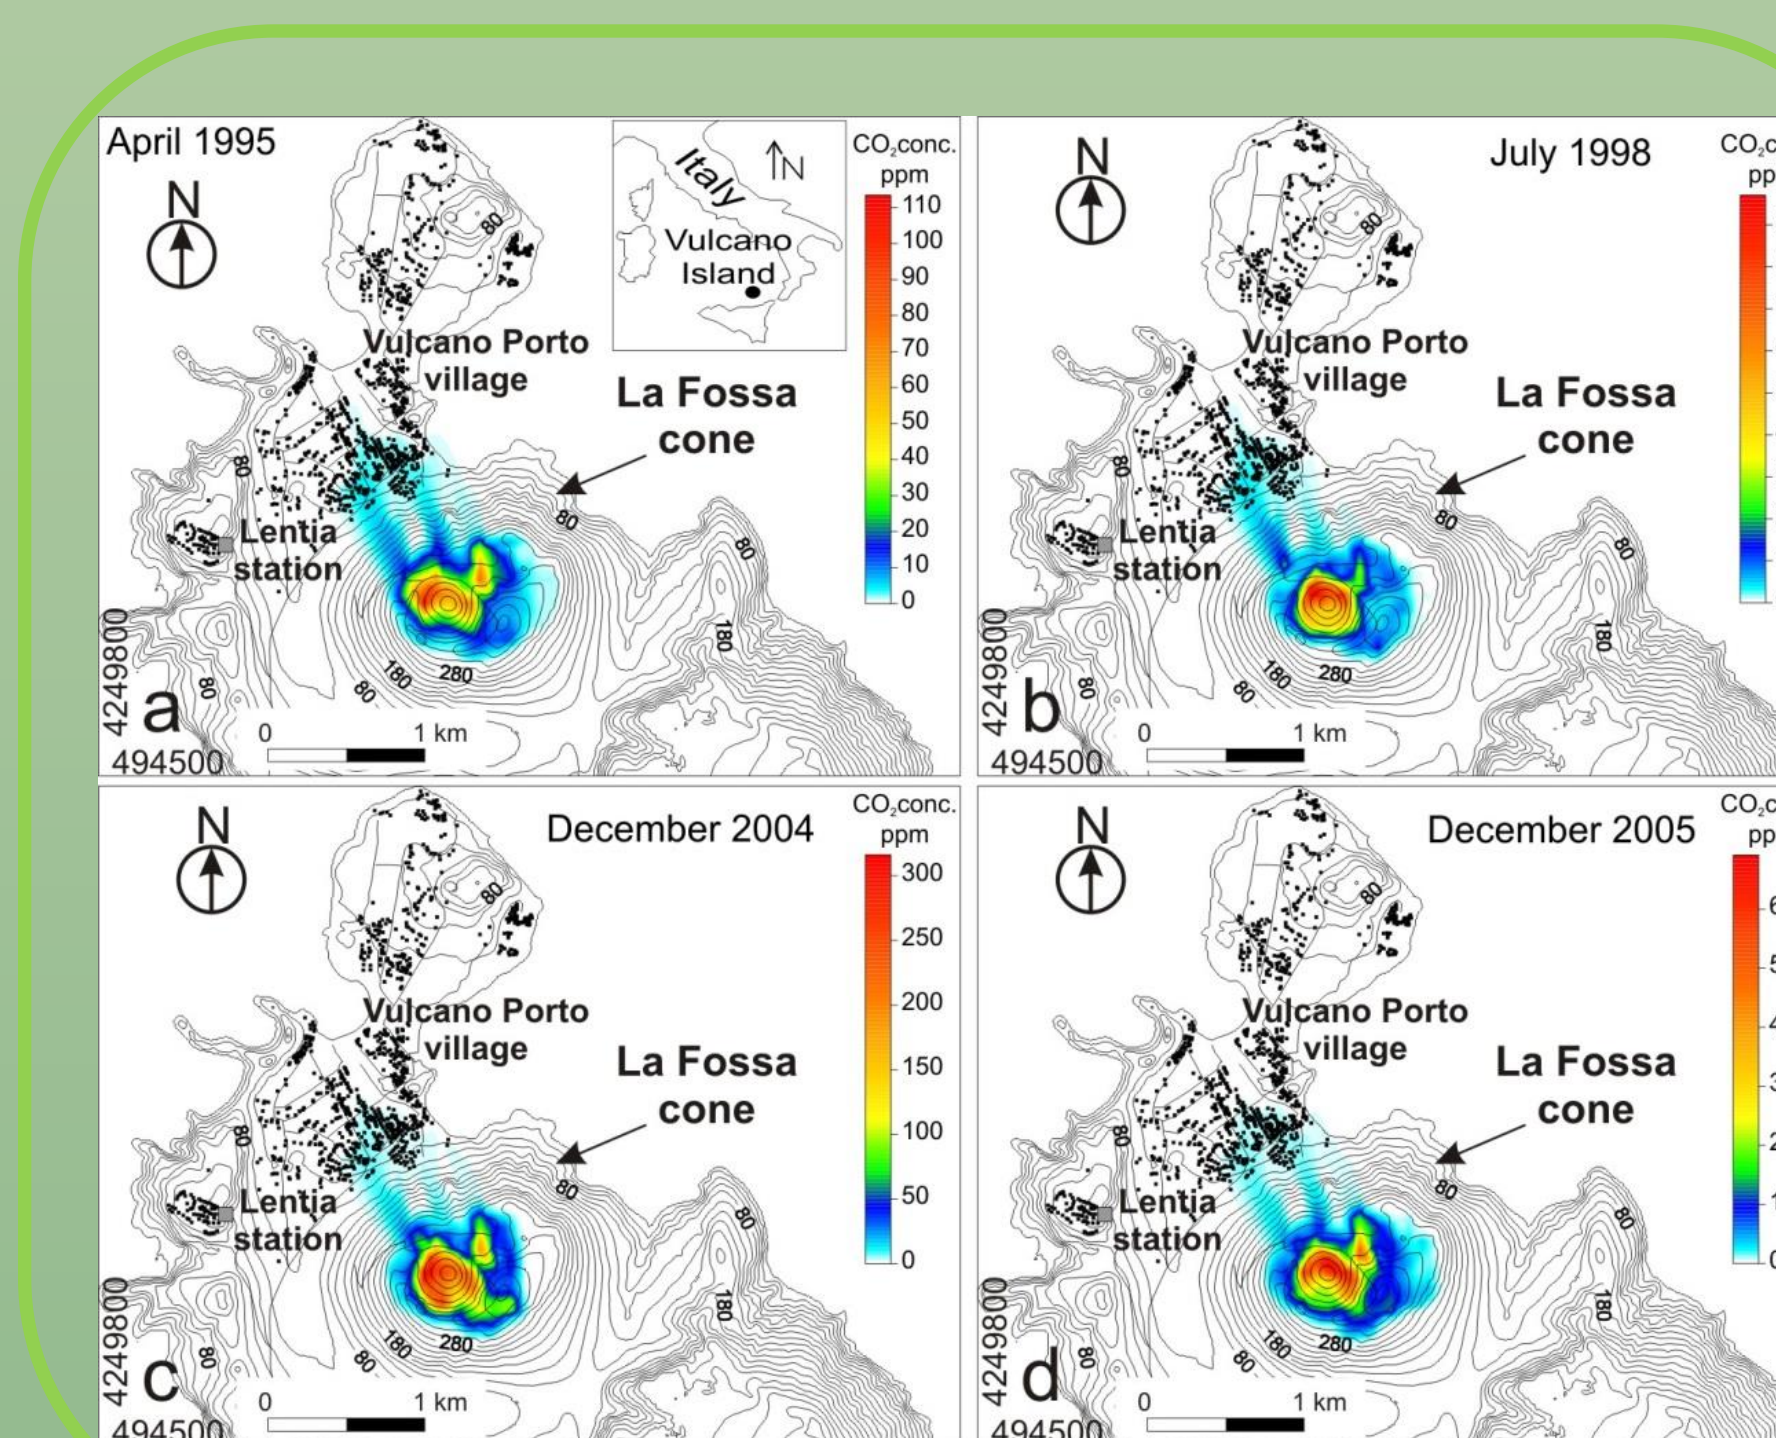 April 1995
N
Italy
N
Vulcano
Island
CO₂conc.
ppm
110
100
90
80
70
60
50
40
30
20
10
0
80
Vulcano Porto
village
La Fossa
cone
80
80
80
Lentia
station
180
80
180
280
80
4249800
a
0
1 km
494500
N
July 1998
80
Vulcano Porto
village
La Fossa
cone
80
80
80
Lentia
station
180
80
180
280
80
4249800
b
0
1 km
494500
N
December 2004
CO₂conc.
ppm
300
250
200
150
100
50
0
80
Vulcano Porto
village
La Fossa
cone
80
80
80
Lentia
station
180
80
180
280
80
4249800
c
0
1 km
494500
N
December 2005
80
Vulcano Porto
village
La Fossa
cone
80
80
80
Lentia
station
180
80
180
280
80
4249800
d
0
1 km
494500